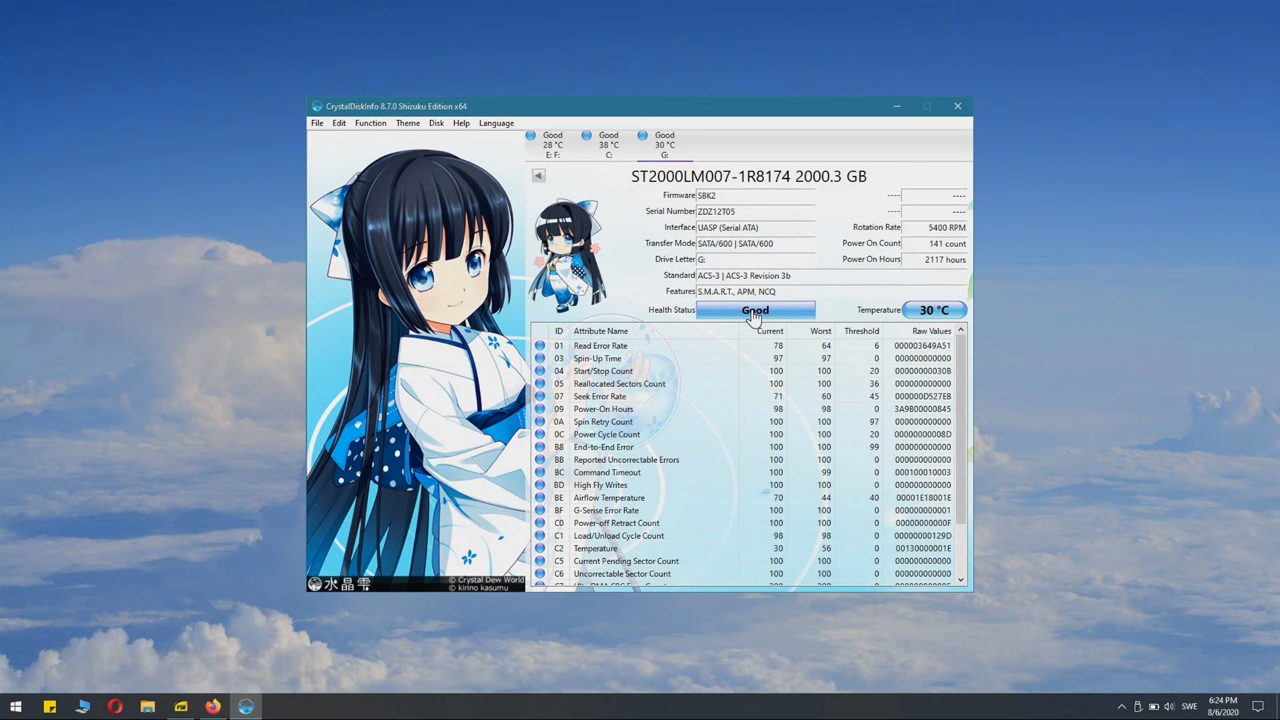 CrystalDiskInfo 8.7.0 Shizuku Edition x64
File Edit Function Theme Disk Help Language
Good Good Good
28 °C 38 °C 30 °C
E: F: C: G:
ST2000LM007-1R8174 2000.3 GB
Firmware SBK2 ---- ----
Serial Number ZDZ12T05 ---- ----
Interface UASP (Serial ATA) Rotation Rate 5400 RPM
Transfer Mode SATA/600 | SATA/600 Power On Count 141 count
Drive Letter G: Power On Hours 2117 hours
Standard ACS-3 | ACS-3 Revision 3b
Features S.M.A.R.T., APM, NCQ
Health Status Good Temperature 30 °C
ID Attribute Name Current Worst Threshold Raw Values
01 Read Error Rate 78 64 6 000003649A51
03 Spin-Up Time 97 97 0 000000000000
04 Start/Stop Count 100 100 20 00000000030B
05 Reallocated Sectors Count 100 100 36 000000000000
07 Seek Error Rate 71 60 45 000000D527EB
09 Power-On Hours 98 98 0 3A9B00000845
0A Spin Retry Count 100 100 97 000000000000
0C Power Cycle Count 100 100 20 00000000008D
B8 End-to-End Error 100 100 99 000000000000
BB Reported Uncorrectable Errors 100 100 0 000000000000
BC Command Timeout 100 99 0 000100010003
BD High Fly Writes 100 100 0 000000000000
BE Airflow Temperature 70 44 40 00001E18001E
BF G-Sense Error Rate 100 100 0 000000000001
C0 Power-off Retract Count 100 100 0 00000000000F
C1 Load/Unload Cycle Count 98 98 0 00000000129D
C2 Temperature 30 56 0 00130000001E
C5 Current Pending Sector Count 100 100 0 000000000000
C6 Uncorrectable Sector Count 100 100 0 000000000000
水晶雫
© Crystal Dew World
© kirino kasumu
SWE
6:24 PM
8/6/2020